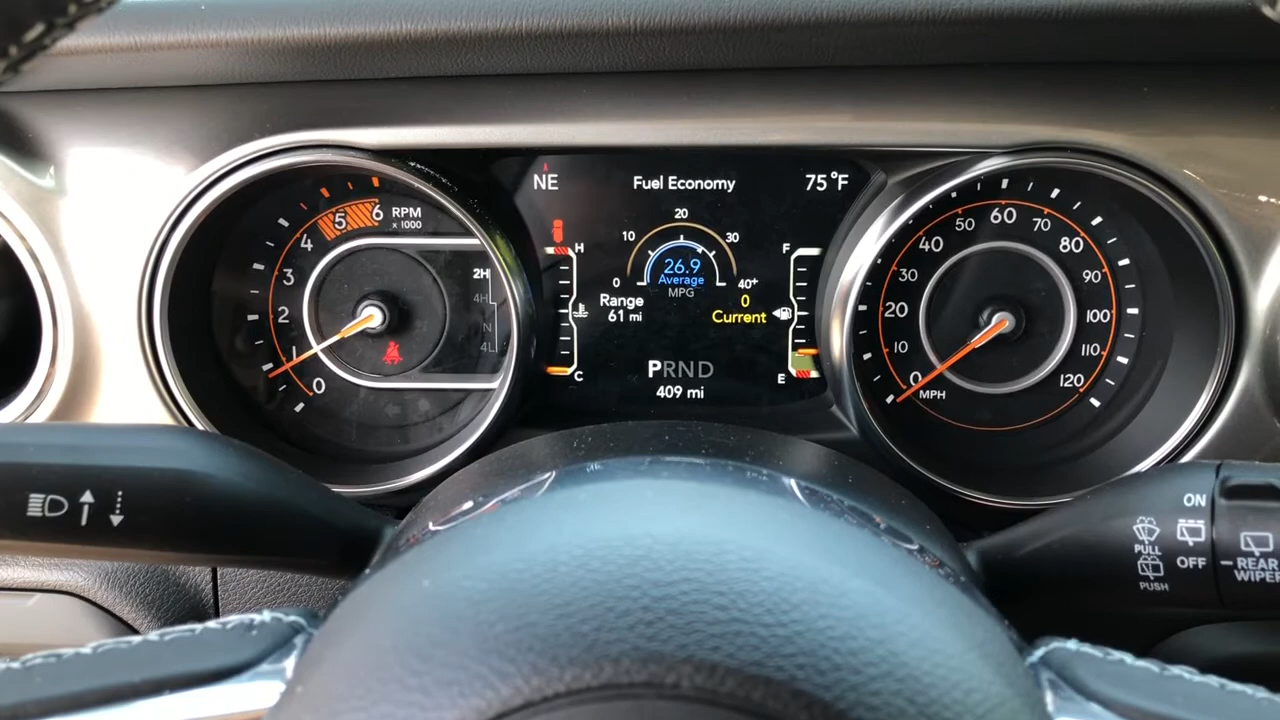 NE
Fuel Economy
75°F
5
6
RPM
x 1000
4
3
2
1
0
2H
4H
N
4L
H
C
0
10
20
30
40+
26.9
Average
MPG
Range
61 mi
0
Current
F
E
PRND
409 mi
0
10
20
30
40
50
60
70
80
90
100
110
120
MPH
ON
OFF
PULL
PUSH
REAR
WIPER